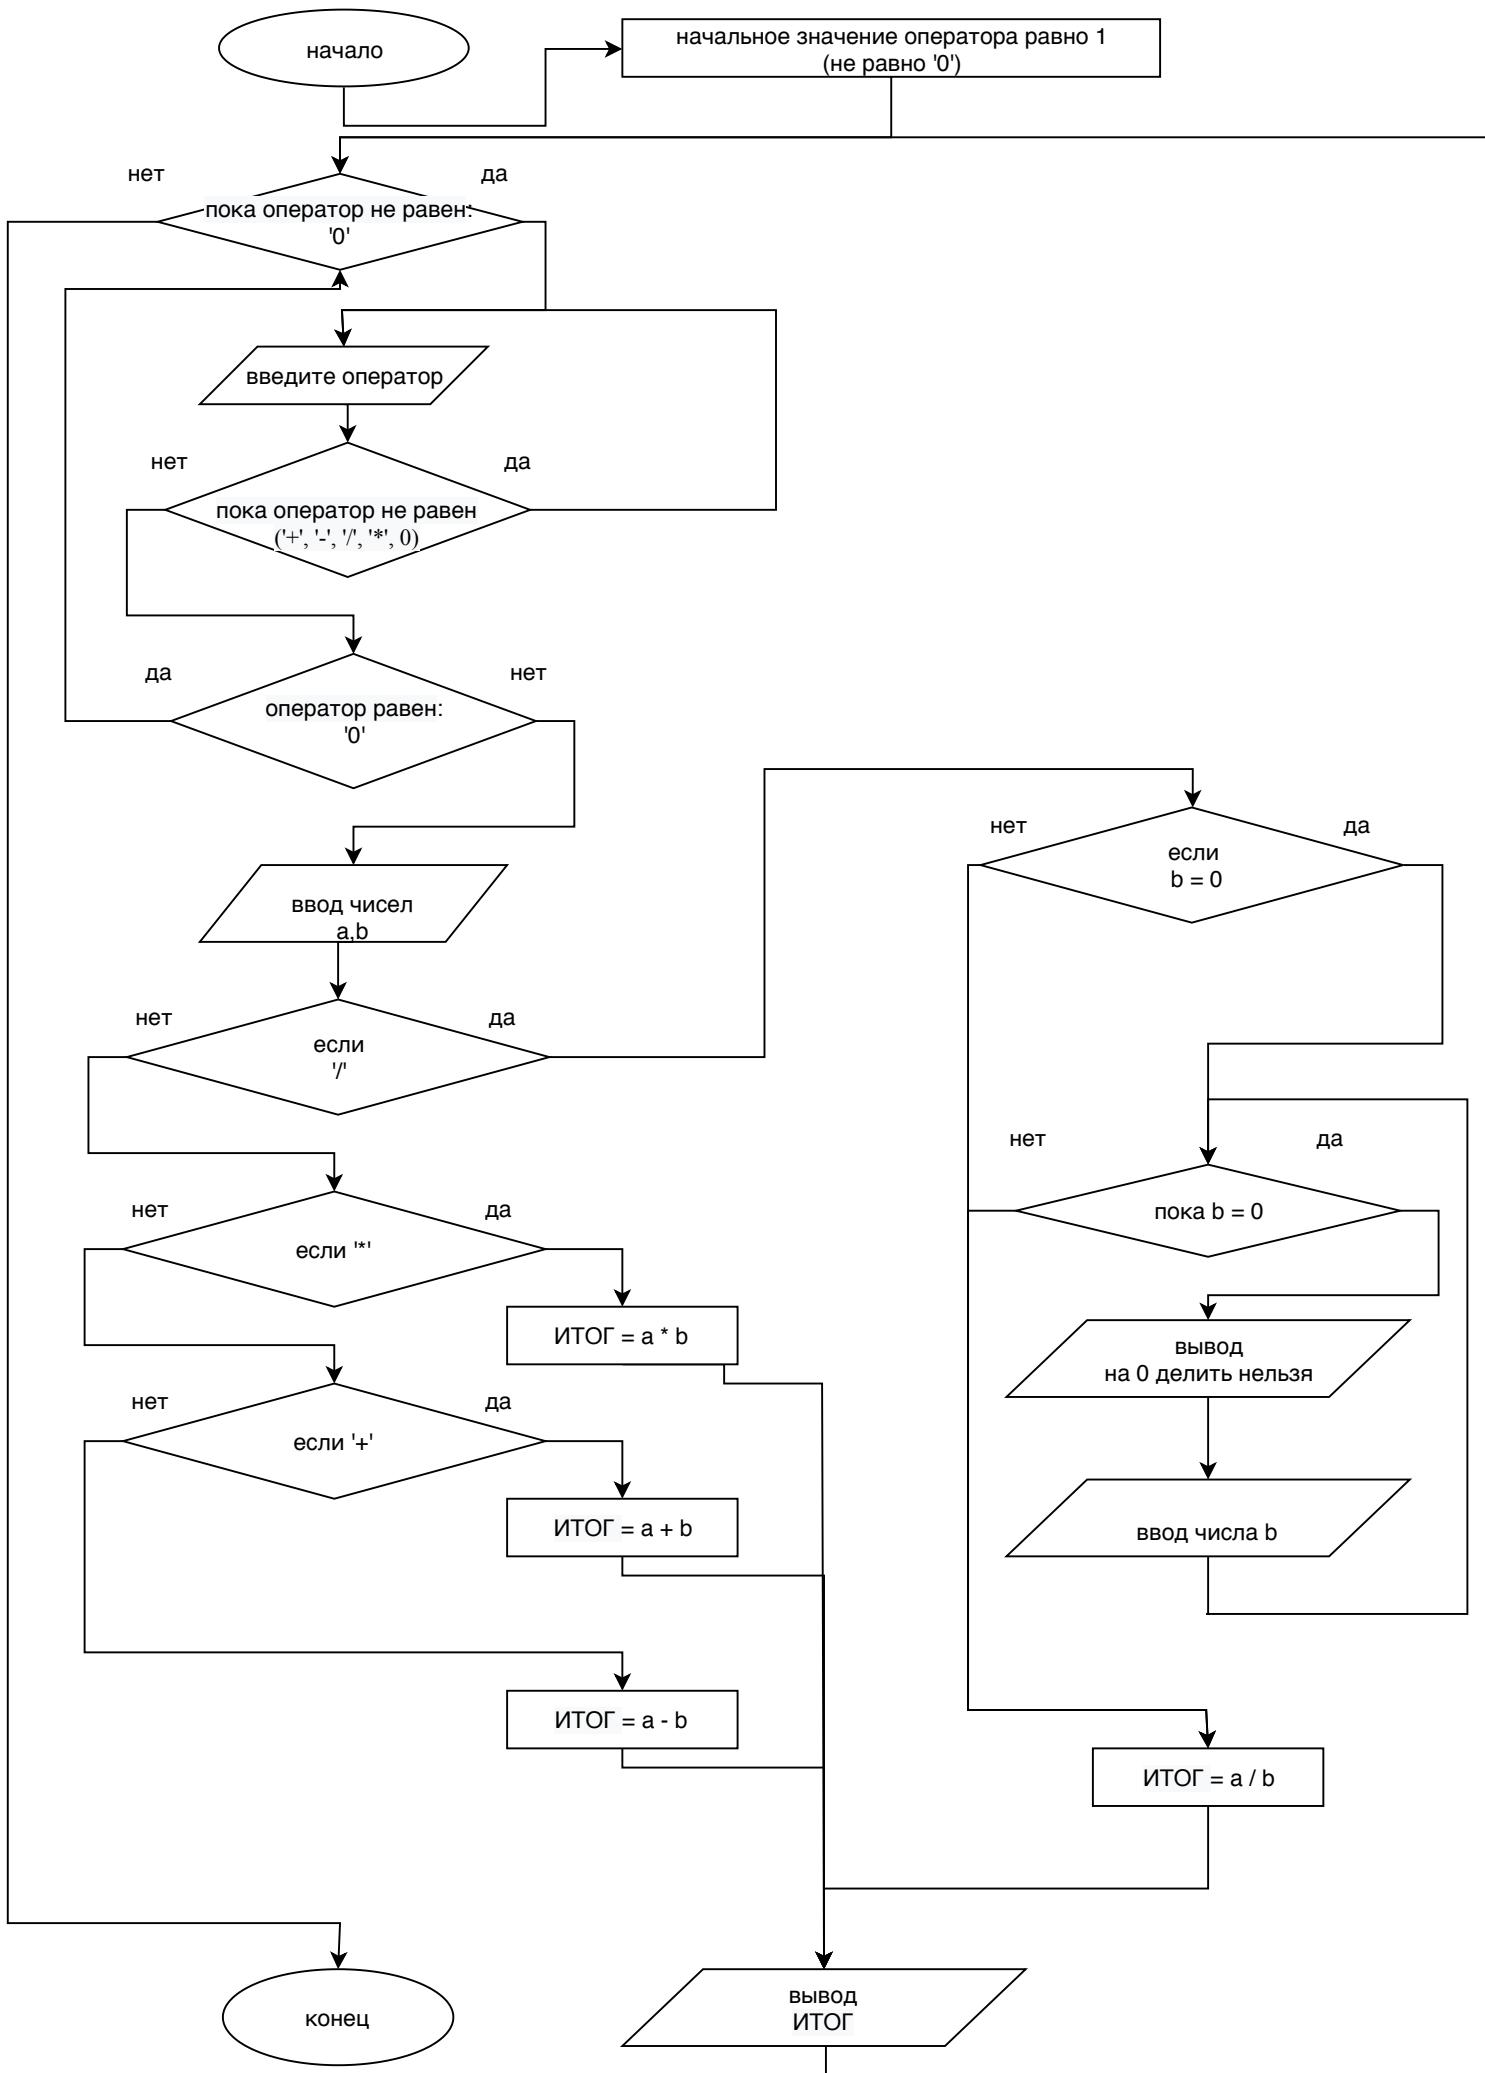 начало
начальное значение оператора равно 1
(не равно '0')
нет
да
пока оператор не равен:
'0'
введите оператор
нет
да
пока оператор не равен
('+', '-', '/', '*', 0)
да
нет
оператор равен:
'0'
ввод чисел
a,b
нет
да
если
'/'
нет
да
если
b = 0
нет
да
пока b = 0
вывод
на 0 делить нельзя
ввод числа b
нет
да
если '*'
ИТОГ = a * b
нет
да
если '+'
ИТОГ = a + b
ИТОГ = a - b
ИТОГ = a / b
конец
вывод
ИТОГ